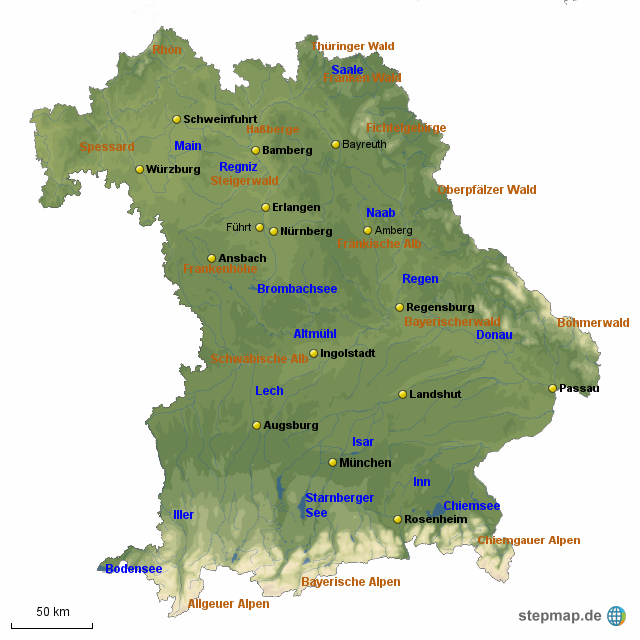 Rhön
Thüringer Wald
Saale
Franken Wald
Schweinfuhrt
Haßberge
Fichtelgebirge
Spessard
Main
Bamberg
Bayreuth
Würzburg
Regniz
Steigerwald
Oberpfälzer Wald
Erlangen
Naab
Führt
Nürnberg
Amberg
Fränkische Alb
Ansbach
Frankenhöhe
Regen
Brombachsee
Regensburg
Bayerischerwald
Böhmerwald
Altmühl
Donau
Ingolstadt
Schwäbische Alb
Lech
Landshut
Passau
Augsburg
Isar
München
Inn
Starnberger
See
Chiemsee
Iller
Rosenheim
Chiemgauer Alpen
Bodensee
Bayerische Alpen
Allgeuer Alpen
50 km
stepmap.de